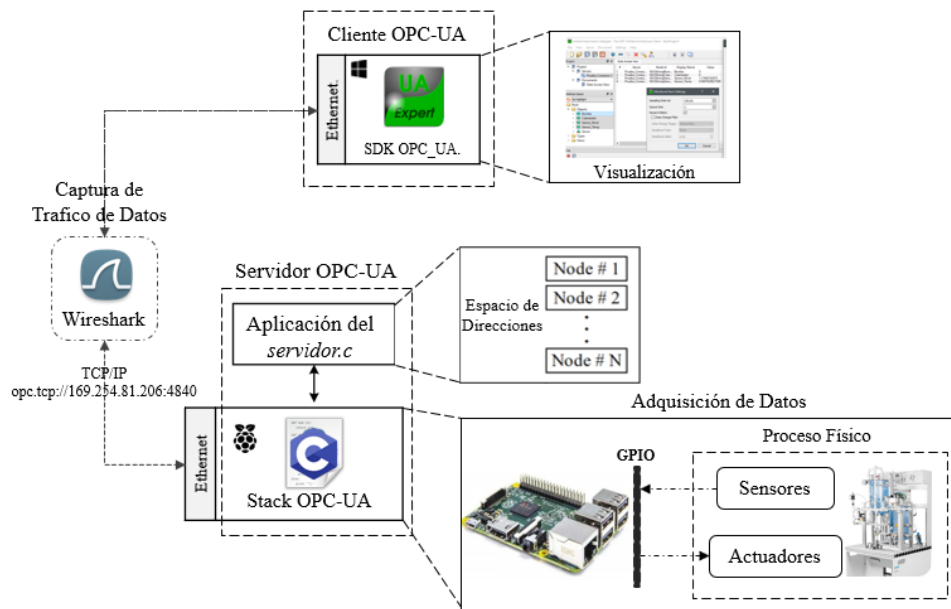 Cliente OPC-UA
Ethernet.
UA
Expert
SDK OPC_UA.
Visualización
Captura de
Trafico de Datos
Wireshark
TCP/IP
opc.tcp://169.254.81.206:4840
Servidor OPC-UA
Aplicación del
servidor.c
Espacio de
Direcciones
Node # 1
Node # 2
Node # N
Ethernet
C
Stack OPC-UA
Adquisición de Datos
GPIO
Proceso Físico
Sensores
Actuadores